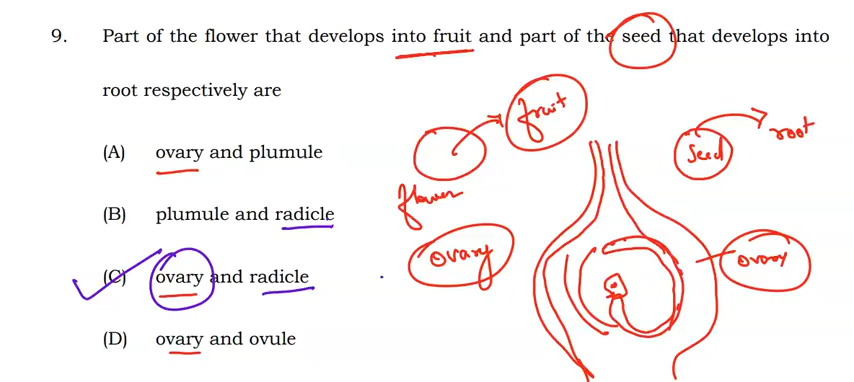 9. Part of the flower that develops into fruit and part of the seed that develops into
root respectively are
(A) ovary and plumule
(B) plumule and radicle
(C) ovary and radicle
(D) ovary and ovule
fruit
flower
ovary
seed
root
ovary